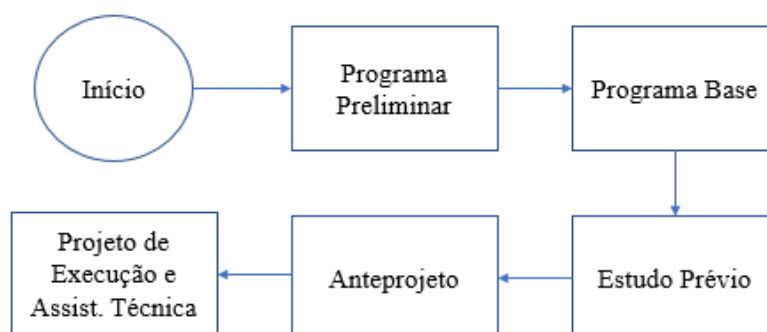 Início
Programa
Preliminar
Programa Base
Estudo Prévio
Anteprojeto
Projeto de
Execução e
Assist. Técnica